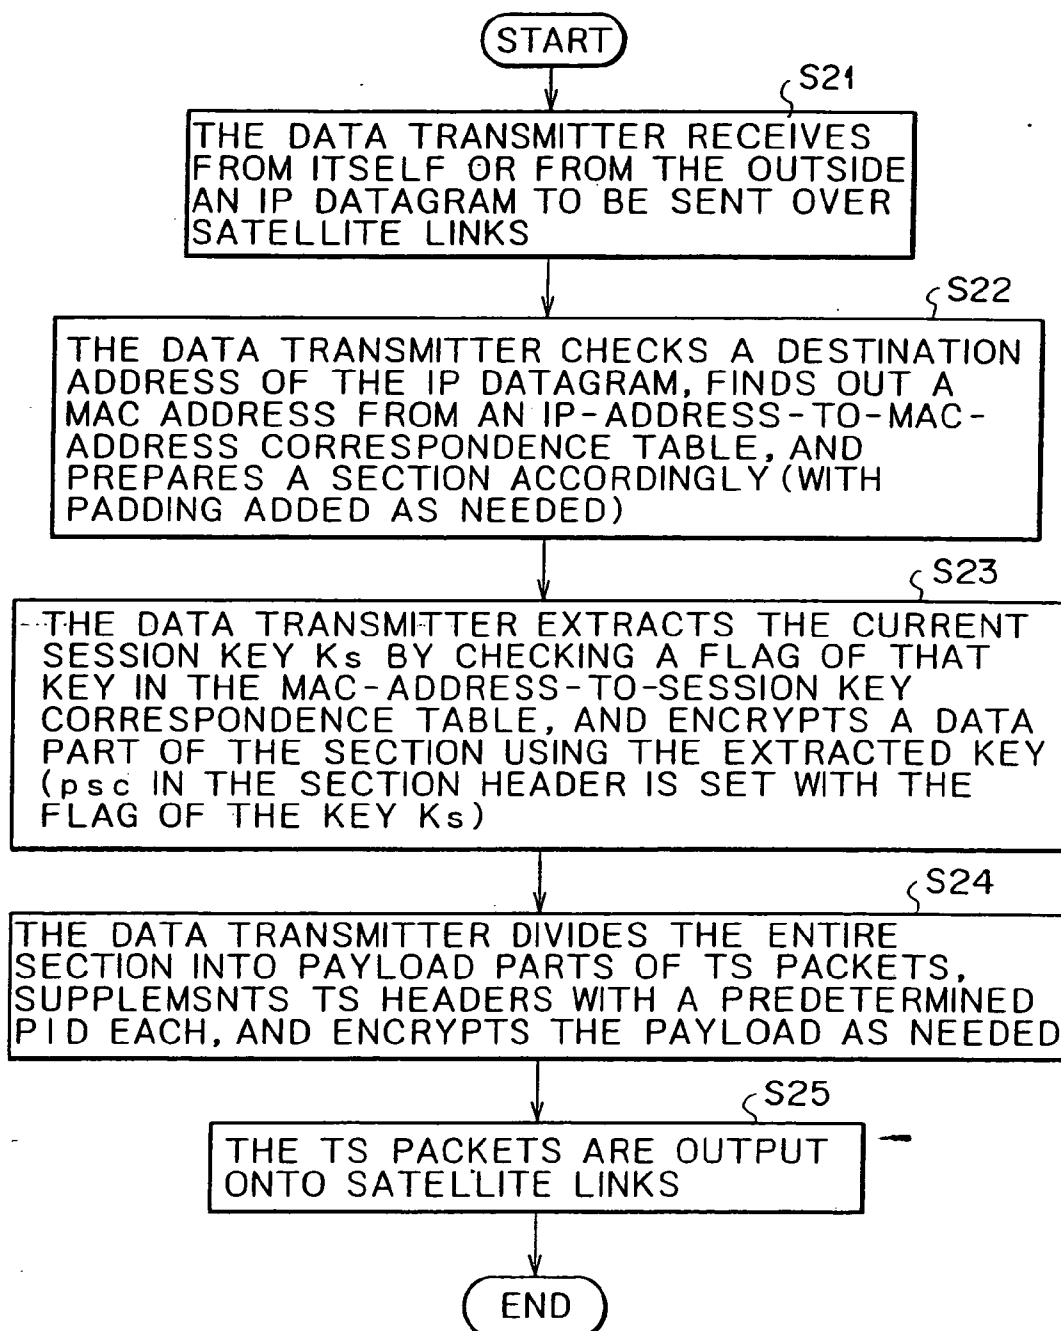 START
S21
THE DATA TRANSMITTER RECEIVES
FROM ITSELF OR FROM THE OUTSIDE
AN IP DATAGRAM TO BE SENT OVER
SATELLITE LINKS
S22
THE DATA TRANSMITTER CHECKS A DESTINATION
ADDRESS OF THE IP DATAGRAM, FINDS OUT A
MAC ADDRESS FROM AN IP-ADDRESS-TO-MAC-
ADDRESS CORRESPONDENCE TABLE, AND
PREPARES A SECTION ACCORDINGLY (WITH
PADDING ADDED AS NEEDED)
S23
THE DATA TRANSMITTER EXTRACTS THE CURRENT
SESSION KEY Ks BY CHECKING A FLAG OF THAT
KEY IN THE MAC-ADDRESS-TO-SESSION KEY
CORRESPONDENCE TABLE, AND ENCRYPTS A DATA
PART OF THE SECTION USING THE EXTRACTED KEY
(psc IN THE SECTION HEADER IS SET WITH THE
FLAG OF THE KEY Ks)
S24
THE DATA TRANSMITTER DIVIDES THE ENTIRE
SECTION INTO PAYLOAD PARTS OF TS PACKETS,
SUPPLEMSNTS TS HEADERS WITH A PREDETERMINED
PID EACH, AND ENCRYPTS THE PAYLOAD AS NEEDED
S25
THE TS PACKETS ARE OUTPUT
ONTO SATELLITE LINKS
END